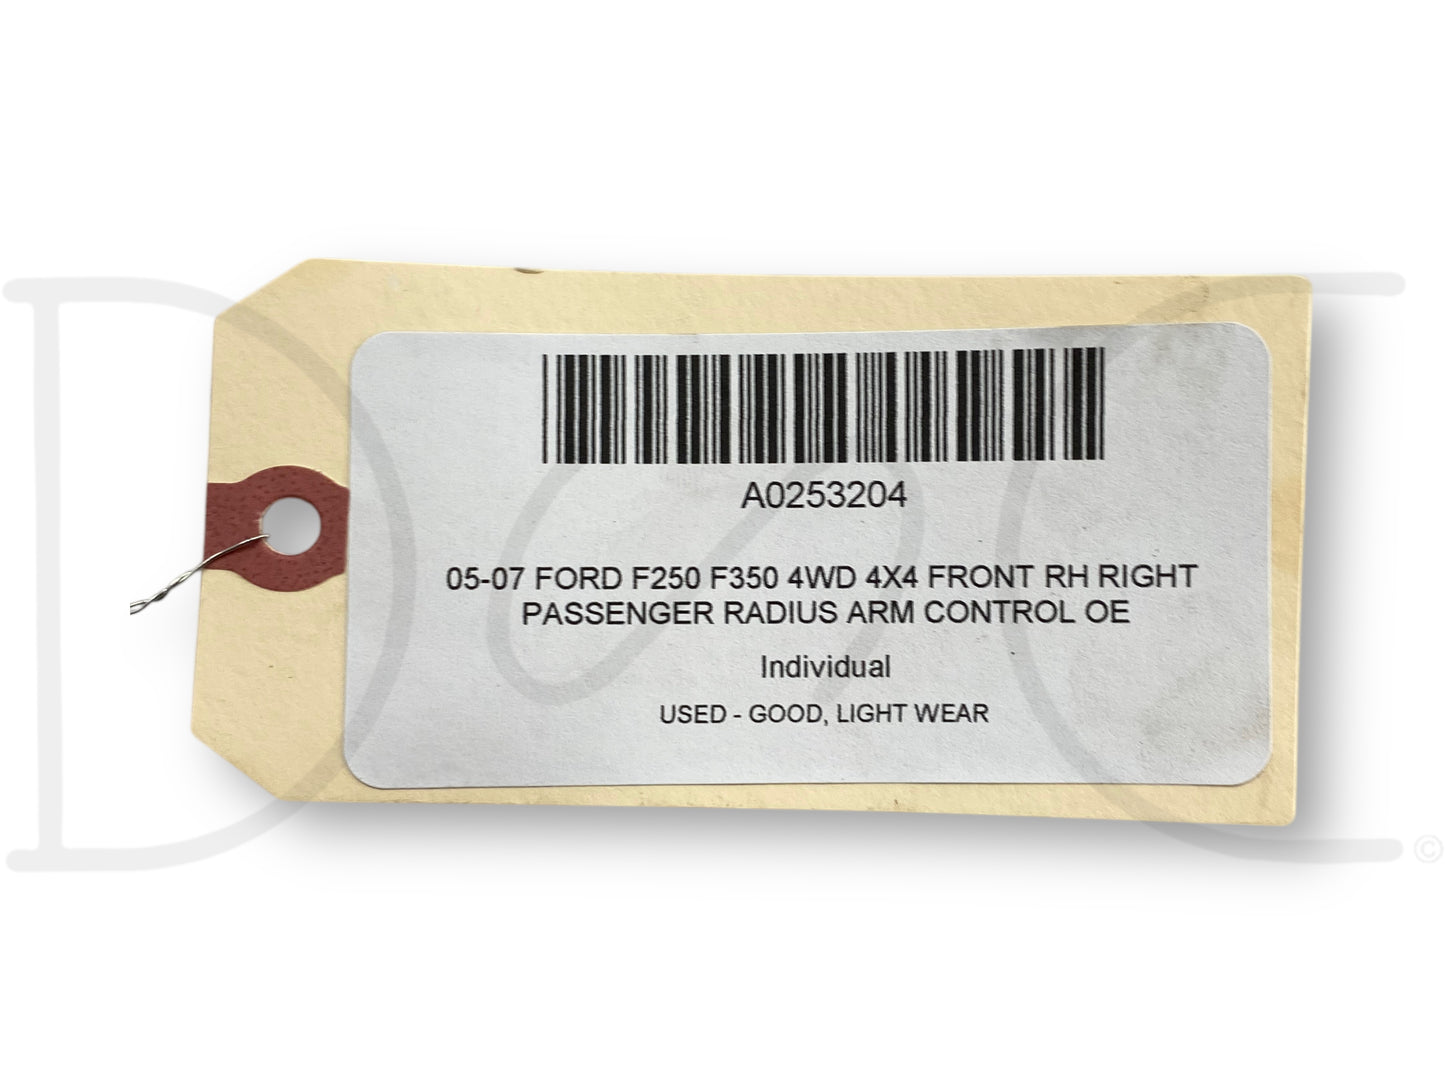 A0253204
05-07 FORD F250 F350 4WD 4X4 FRONT RH RIGHT
PASSENGER RADIUS ARM CONTROL OE
Individual
USED - GOOD, LIGHT WEAR
©